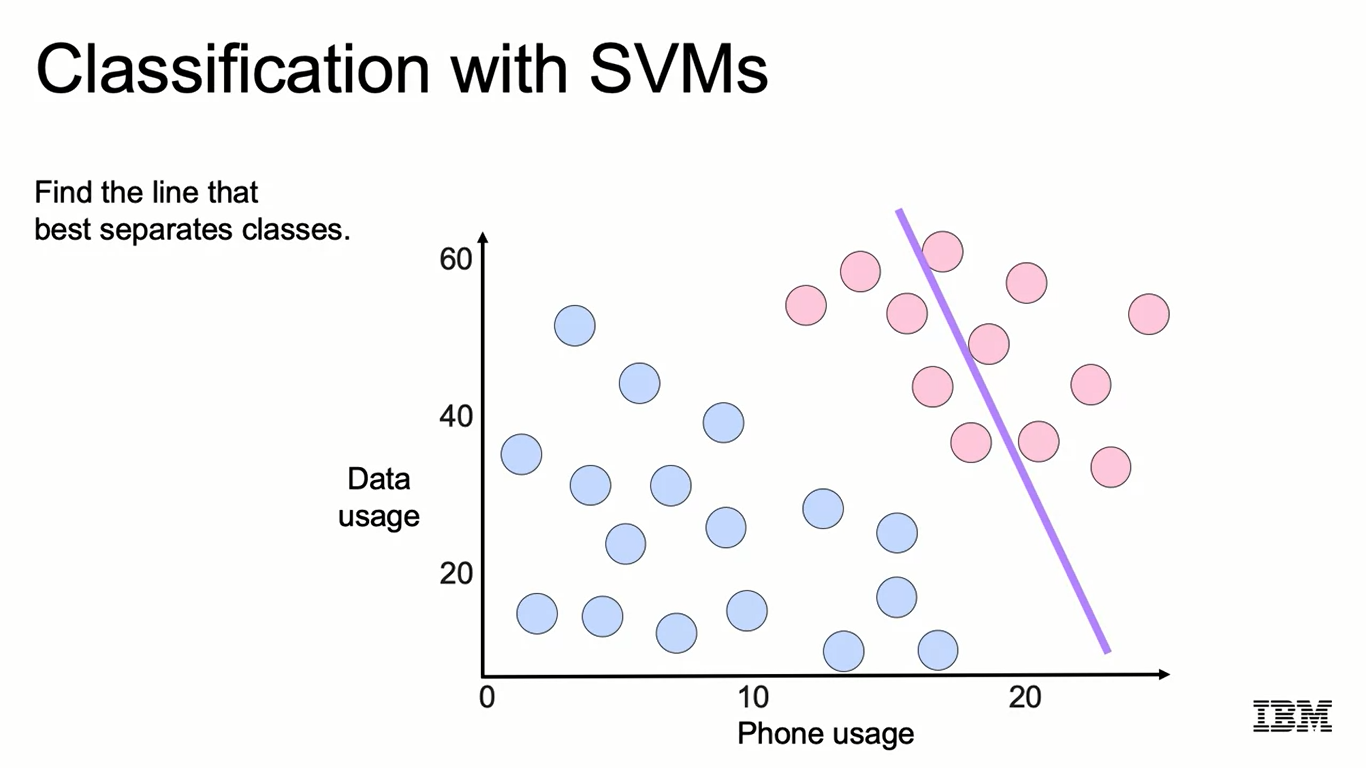 Classification with SVMs
Find the line that
best separates classes.
60
40
Data
usage
20
0
10
20
Phone usage
IBM